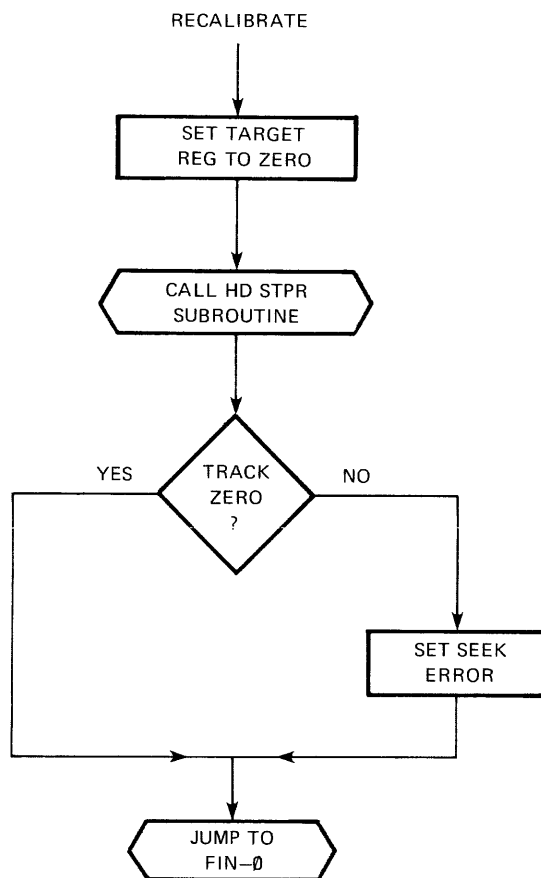 RECALIBRATE
SET TARGET
REG TO ZERO
CALL HD STPR
SUBROUTINE
YES
TRACK
ZERO
?
NO
SET SEEK
ERROR
JUMP TO
FIN–Ø